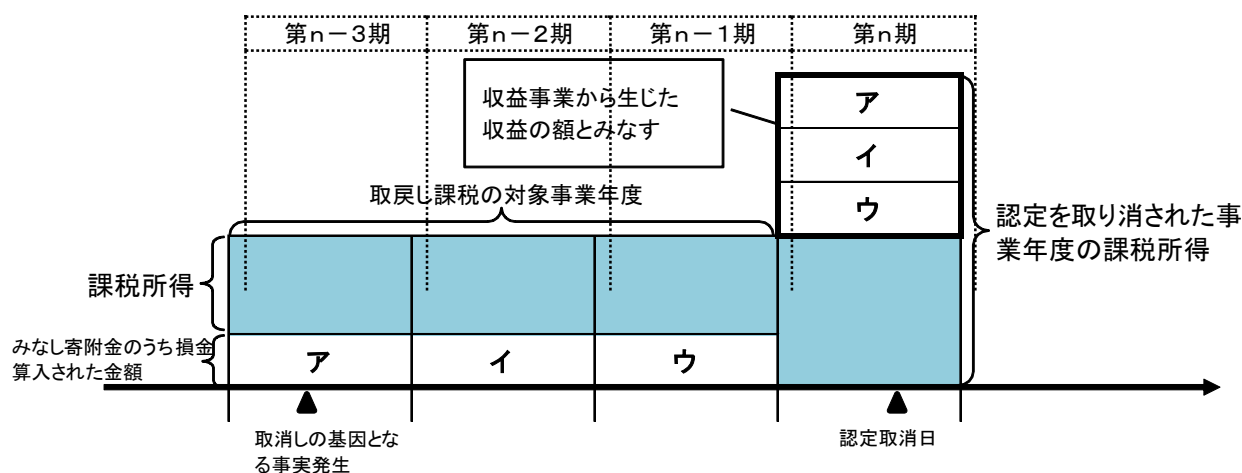 第n－3期
第n－2期
第n－1期
第n期
収益事業から生じた
収益の額とみなす
ア
イ
ウ
取戻し課税の対象事業年度
認定を取り消された事
業年度の課税所得
課税所得
みなし寄附金のうち損金
算入された金額
ア
イ
ウ
取消しの基因とな
る事実発生
認定取消日